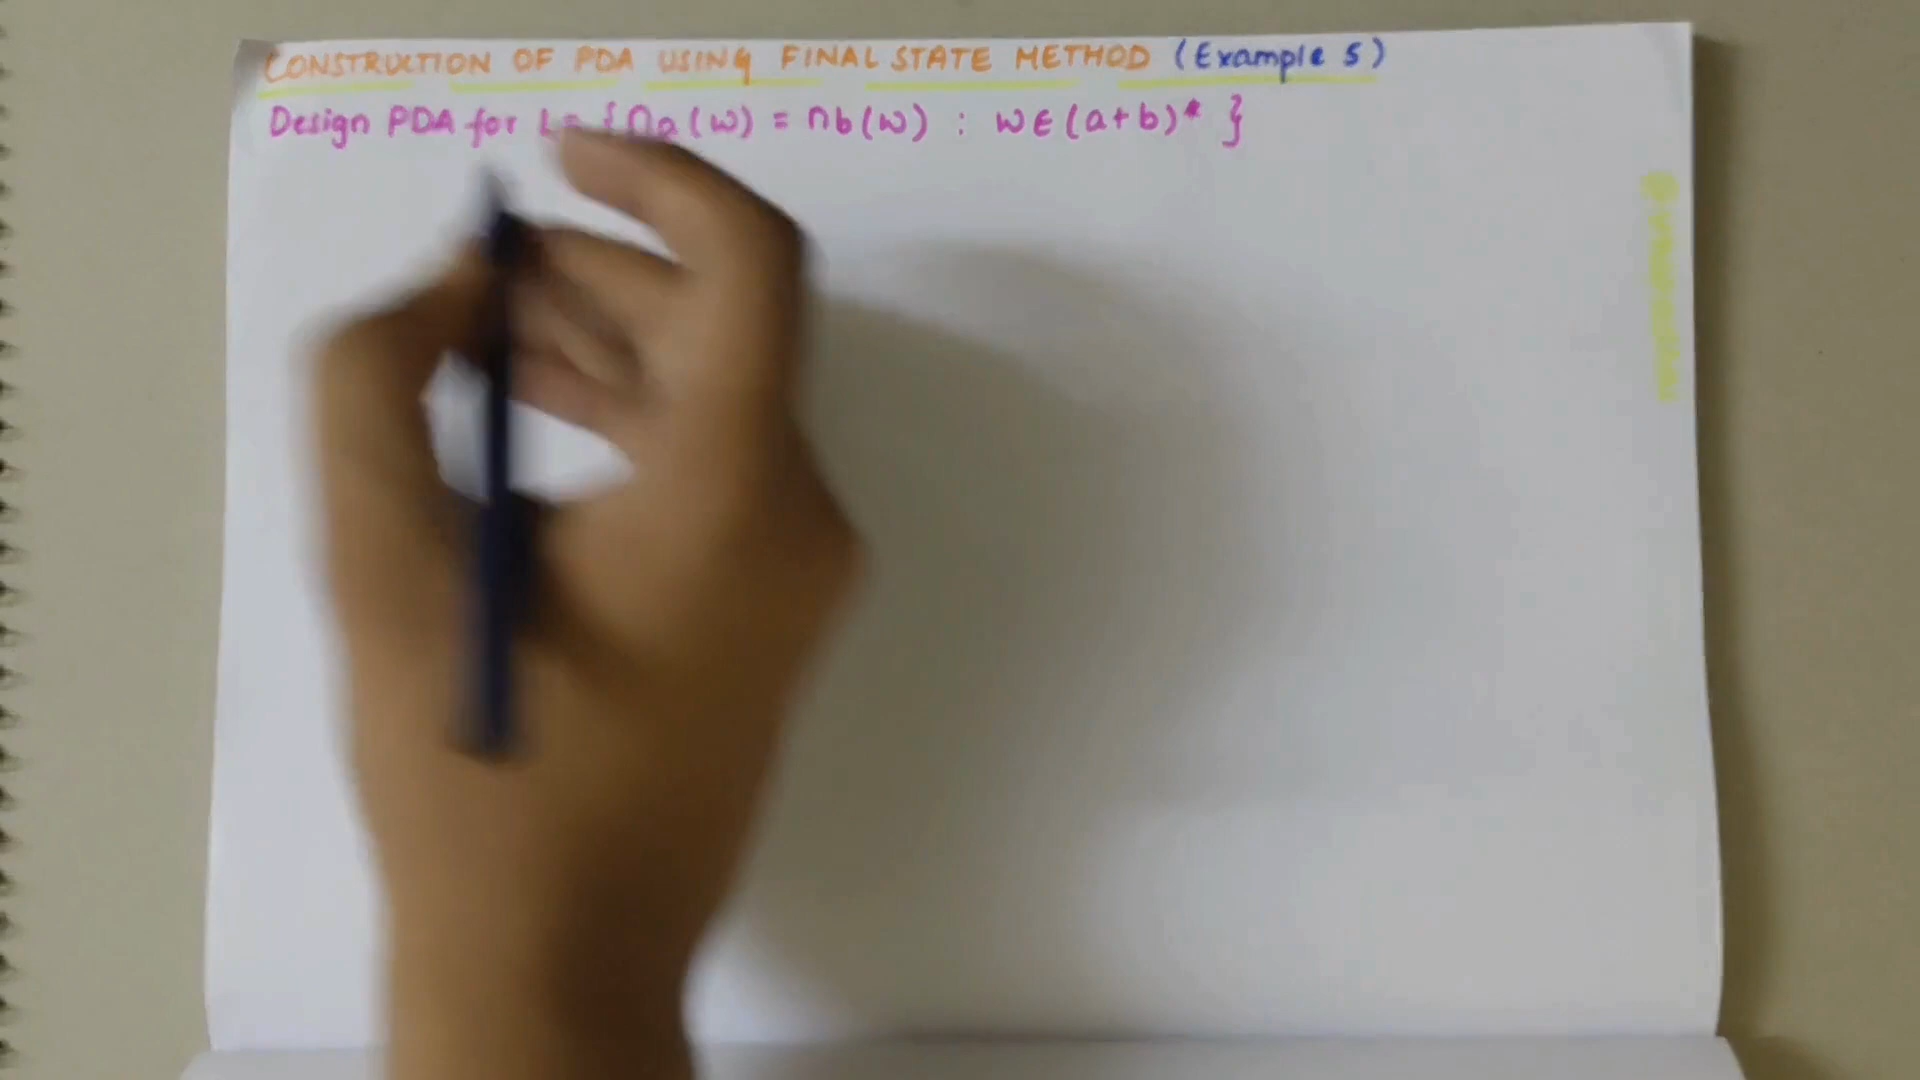 CONSTRUCTION OF PDA USING FINAL STATE METHOD (Example 5)
Design PDA for L= {na(w) = nb(w) : w∈(a+b)* }